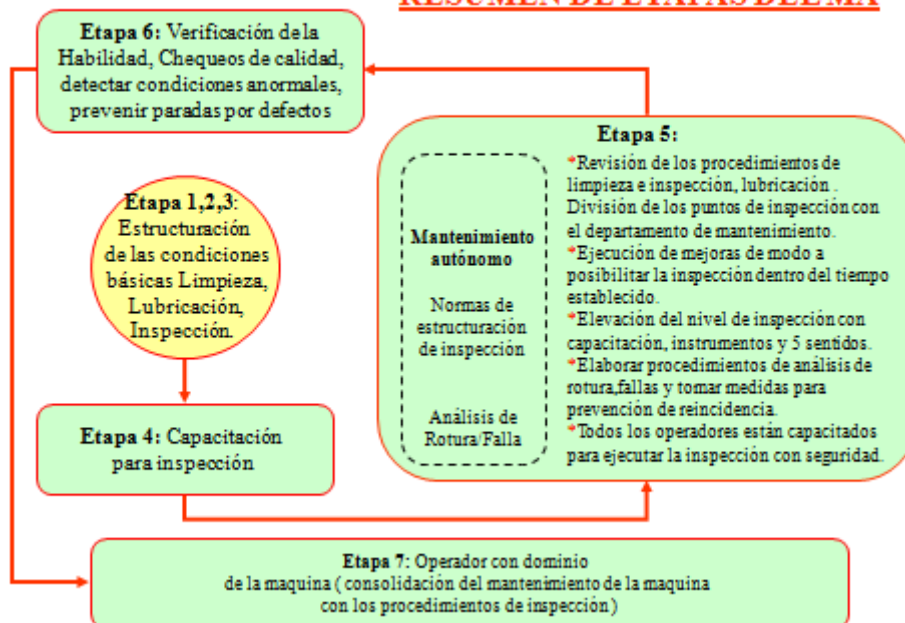 RESUMEN DE ETAPAS DEL MA
Etapa 6: Verificación de la
Habilidad, Chequeos de calidad,
detectar condiciones anormales,
prevenir paradas por defectos
Etapa 1,2,3:
Estructuración
de las condiciones
básicas Limpieza,
Lubricación,
Inspección.
Etapa 4: Capacitación
para inspección
Etapa 5:
Mantenimiento
autónomo
Normas de
estructuración
de inspección
Análisis de
Rotura/Falla
*Revisión de los procedimientos de
limpieza e inspección, lubricación .
División de los puntos de inspección con
el departamento de mantenimiento.
*Ejecución de mejoras de modo a
posibilitar la inspección dentro del tiempo
establecido.
*Elevación del nivel de inspección con
capacitación, instrumentos y 5 sentidos.
*Elaborar procedimientos de análisis de
rotura,fallas y tomar medidas para
prevención de reincidencia.
*Todos los operadores están capacitados
para ejecutar la inspección con seguridad.
Etapa 7: Operador con dominio
de la maquina ( consolidación del mantenimiento de la maquina
con los procedimientos de inspección )